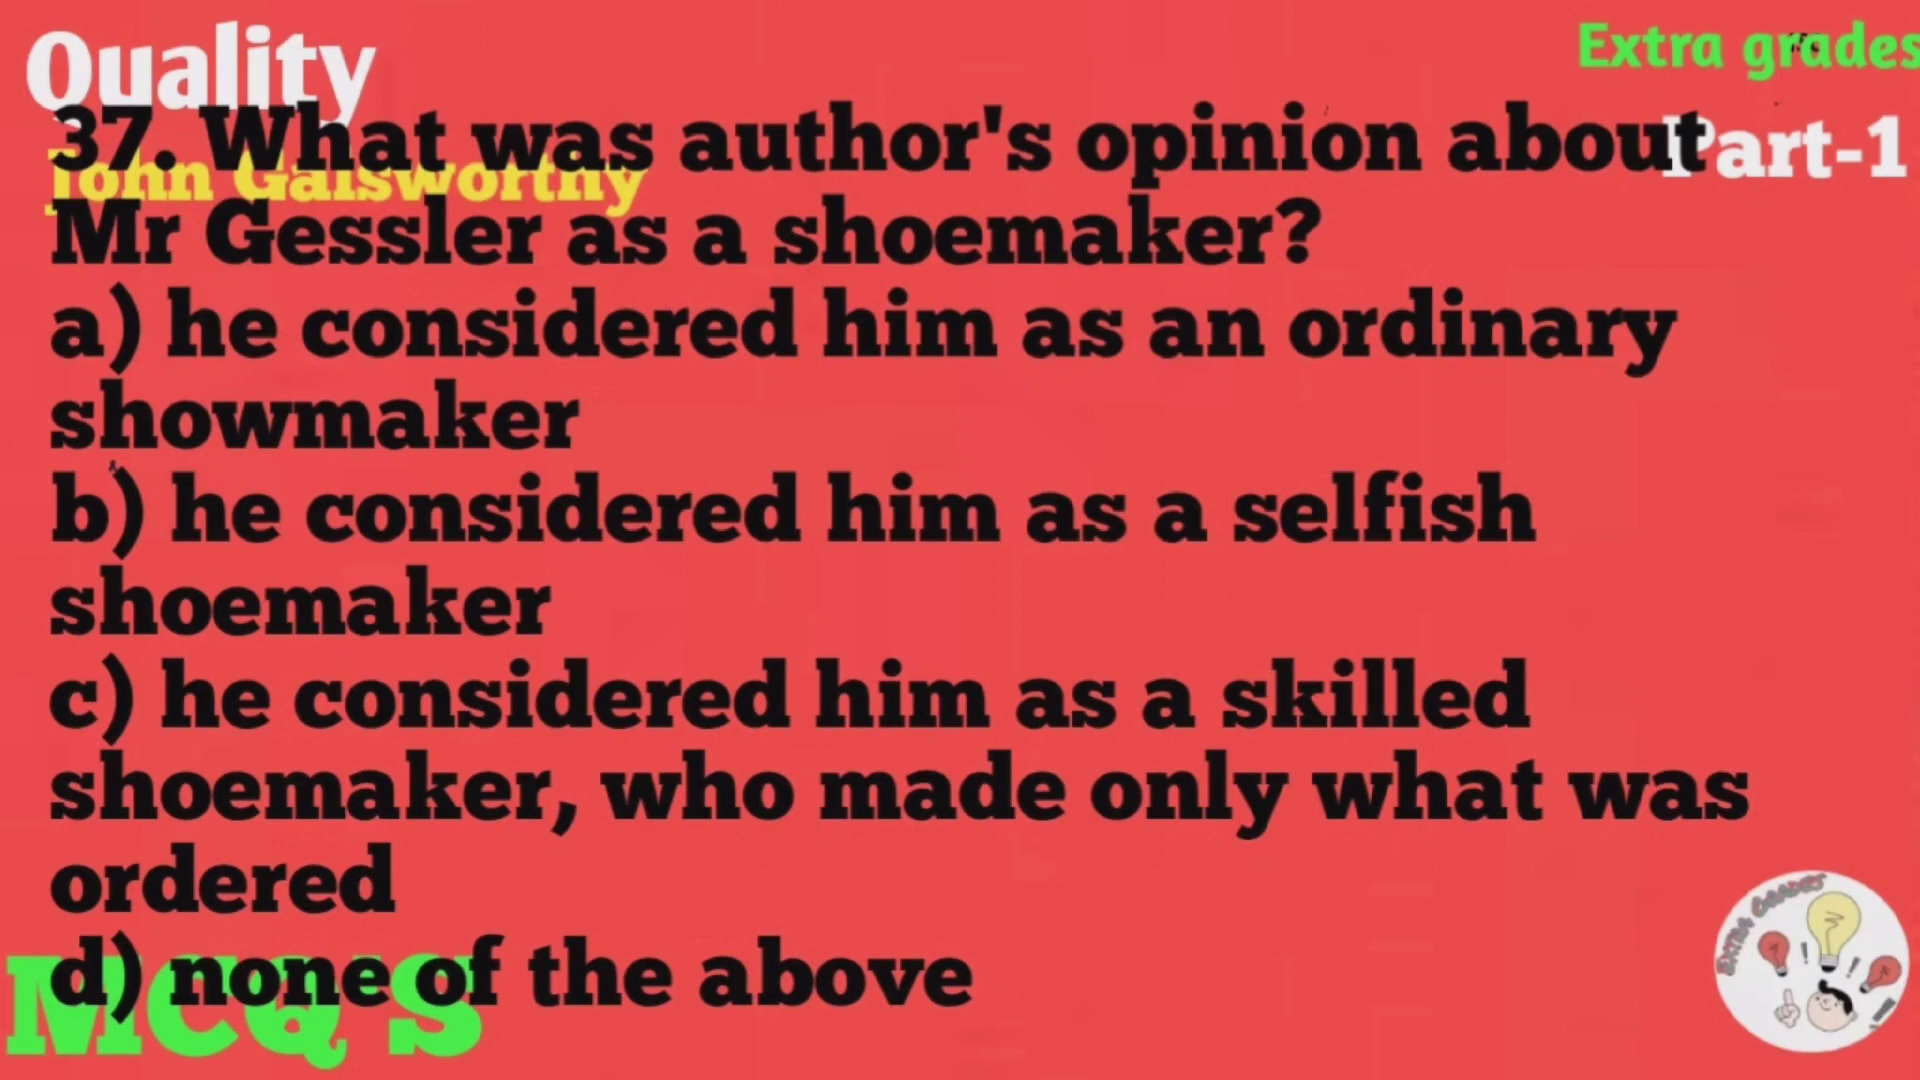 Quality
Extra grades
37. What was author's opinion about
Part-1
John Galsworthy
Mr Gessler as a shoemaker?
a) he considered him as an ordinary
showmaker
b) he considered him as a selfish
shoemaker
c) he considered him as a skilled
shoemaker, who made only what was
ordered
d) none of the above
MCQ'S
EXTRA GRADES